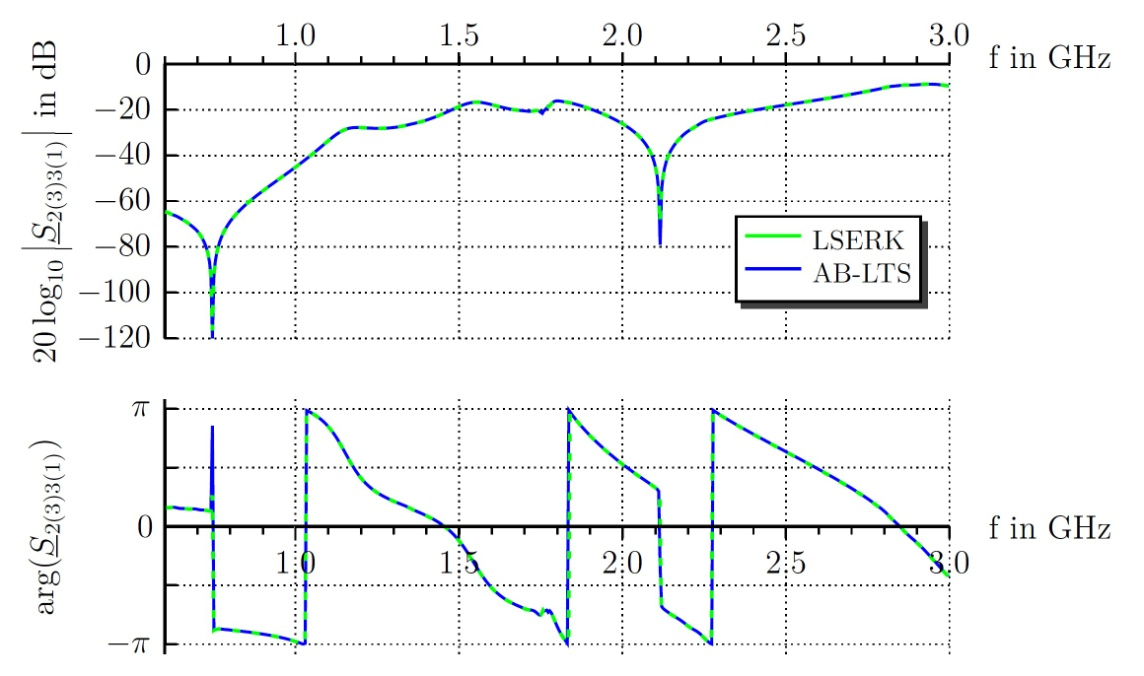 1.0 1.5 2.0 2.5 3.0
f in GHz
0
−20
−40
−60
−80
−100
−120
20 log₁₀ |S̲₂₍₃₎₃₍₁₎| in dB
LSERK
AB-LTS
π
0
−π
arg(S̲₂₍₃₎₃₍₁₎)
1.0 1.5 2.0 2.5 3.0
f in GHz